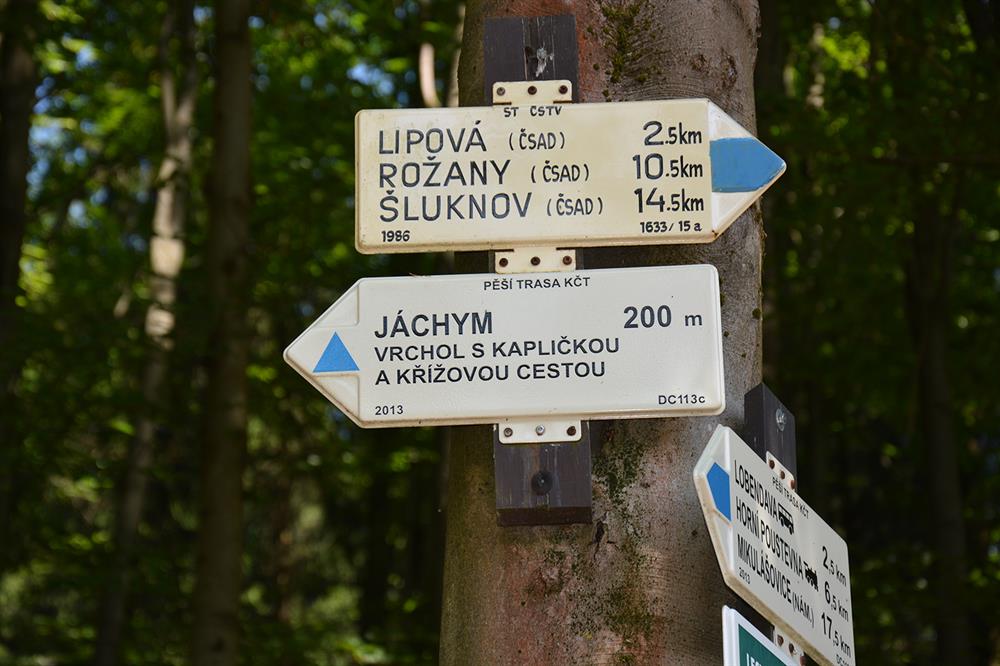 ST ČSTV
LIPOVÁ (ČSAD) 2.5km
ROŽANY (ČSAD) 10.5km
ŠLUKNOV (ČSAD) 14.5km
1986 1633/15a
PĚŠÍ TRASA KČT
JÁCHYM 200 m
VRCHOL S KAPLIČKOU
A KŘÍŽOVOU CESTOU
2013 DC113c
PĚŠÍ TRASA KČT
LOBENDAVA 2,5 km
HORNÍ POUSTEVNA 6,5 km
MIKULÁŠOVICE (NÁM.) 17,5 km
2013